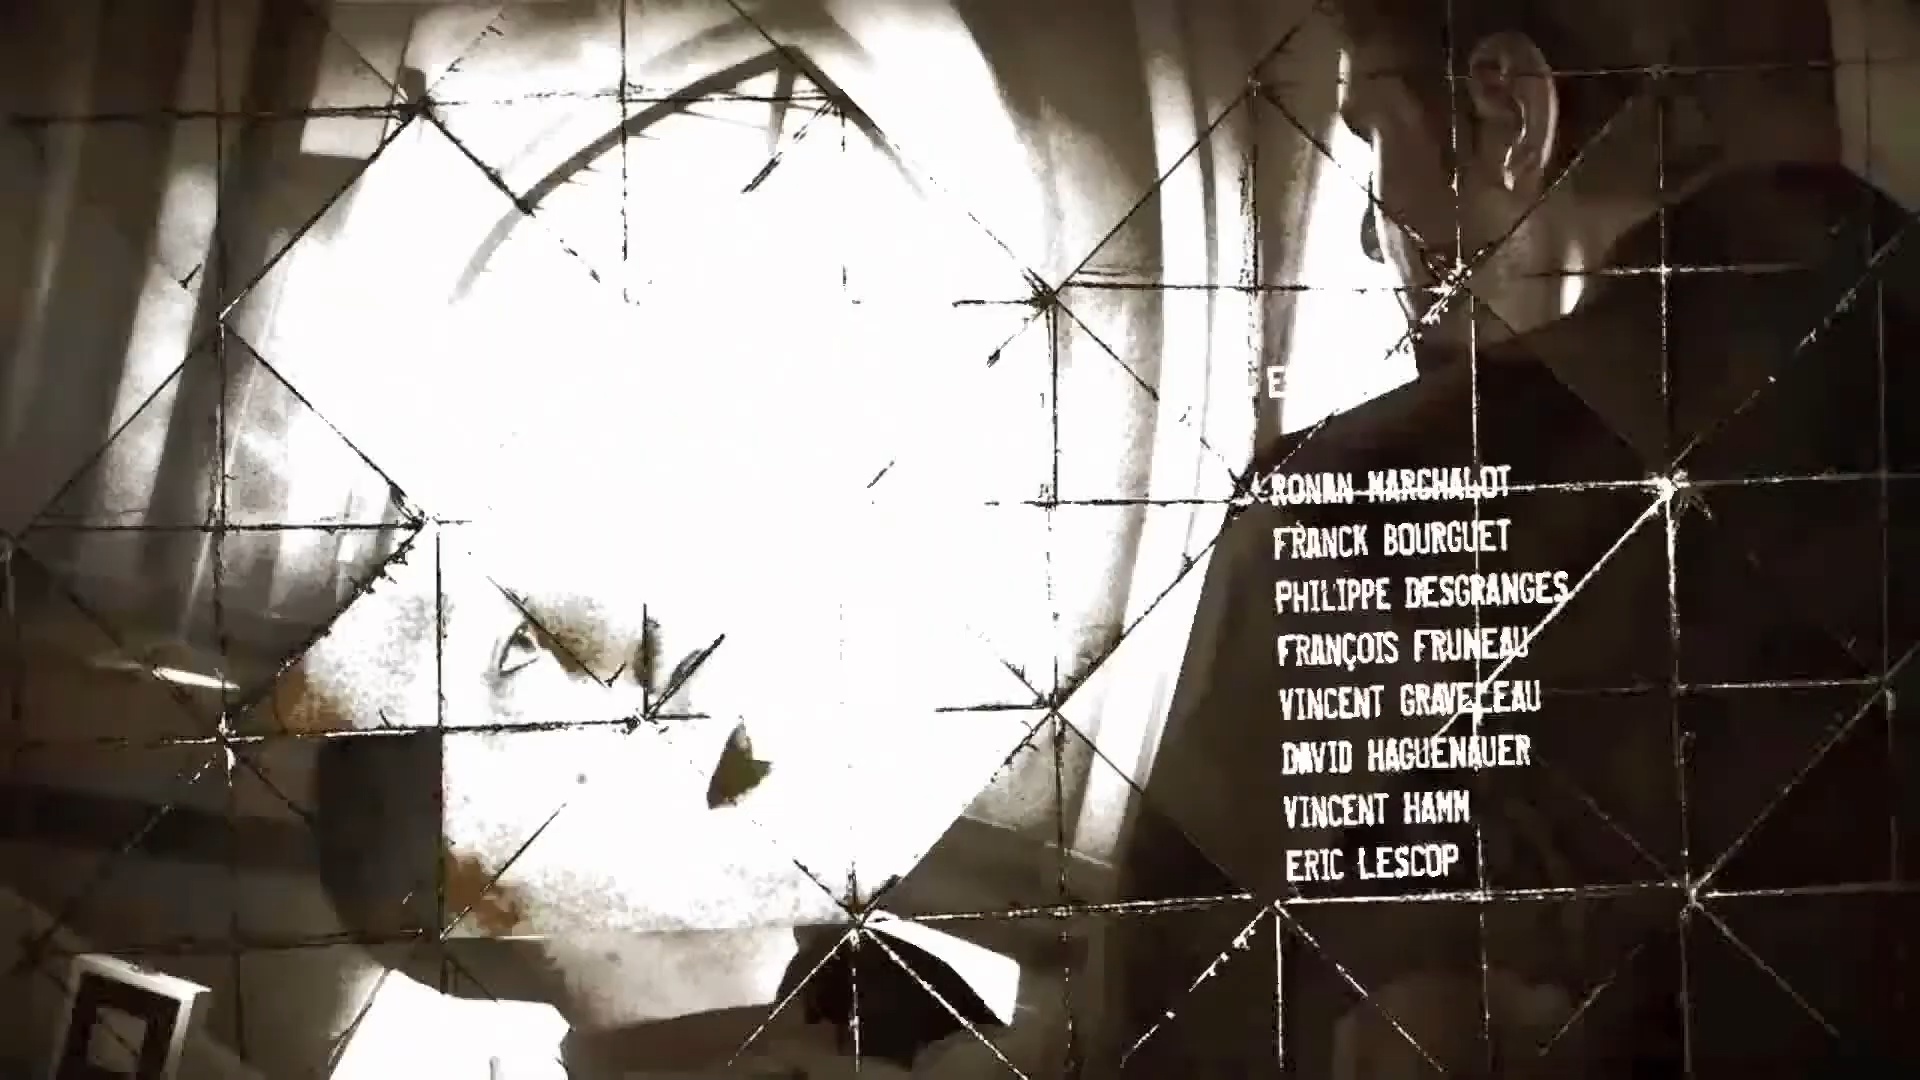 E
RONAN MARCHALOT
FRANCK BOURGUET
PHILIPPE DESGRANGES
FRANÇOIS FRUNEAU
VINCENT GRAVELEAU
DAVID HAGUENAUER
VINCENT HAMM
ERIC LESCOP